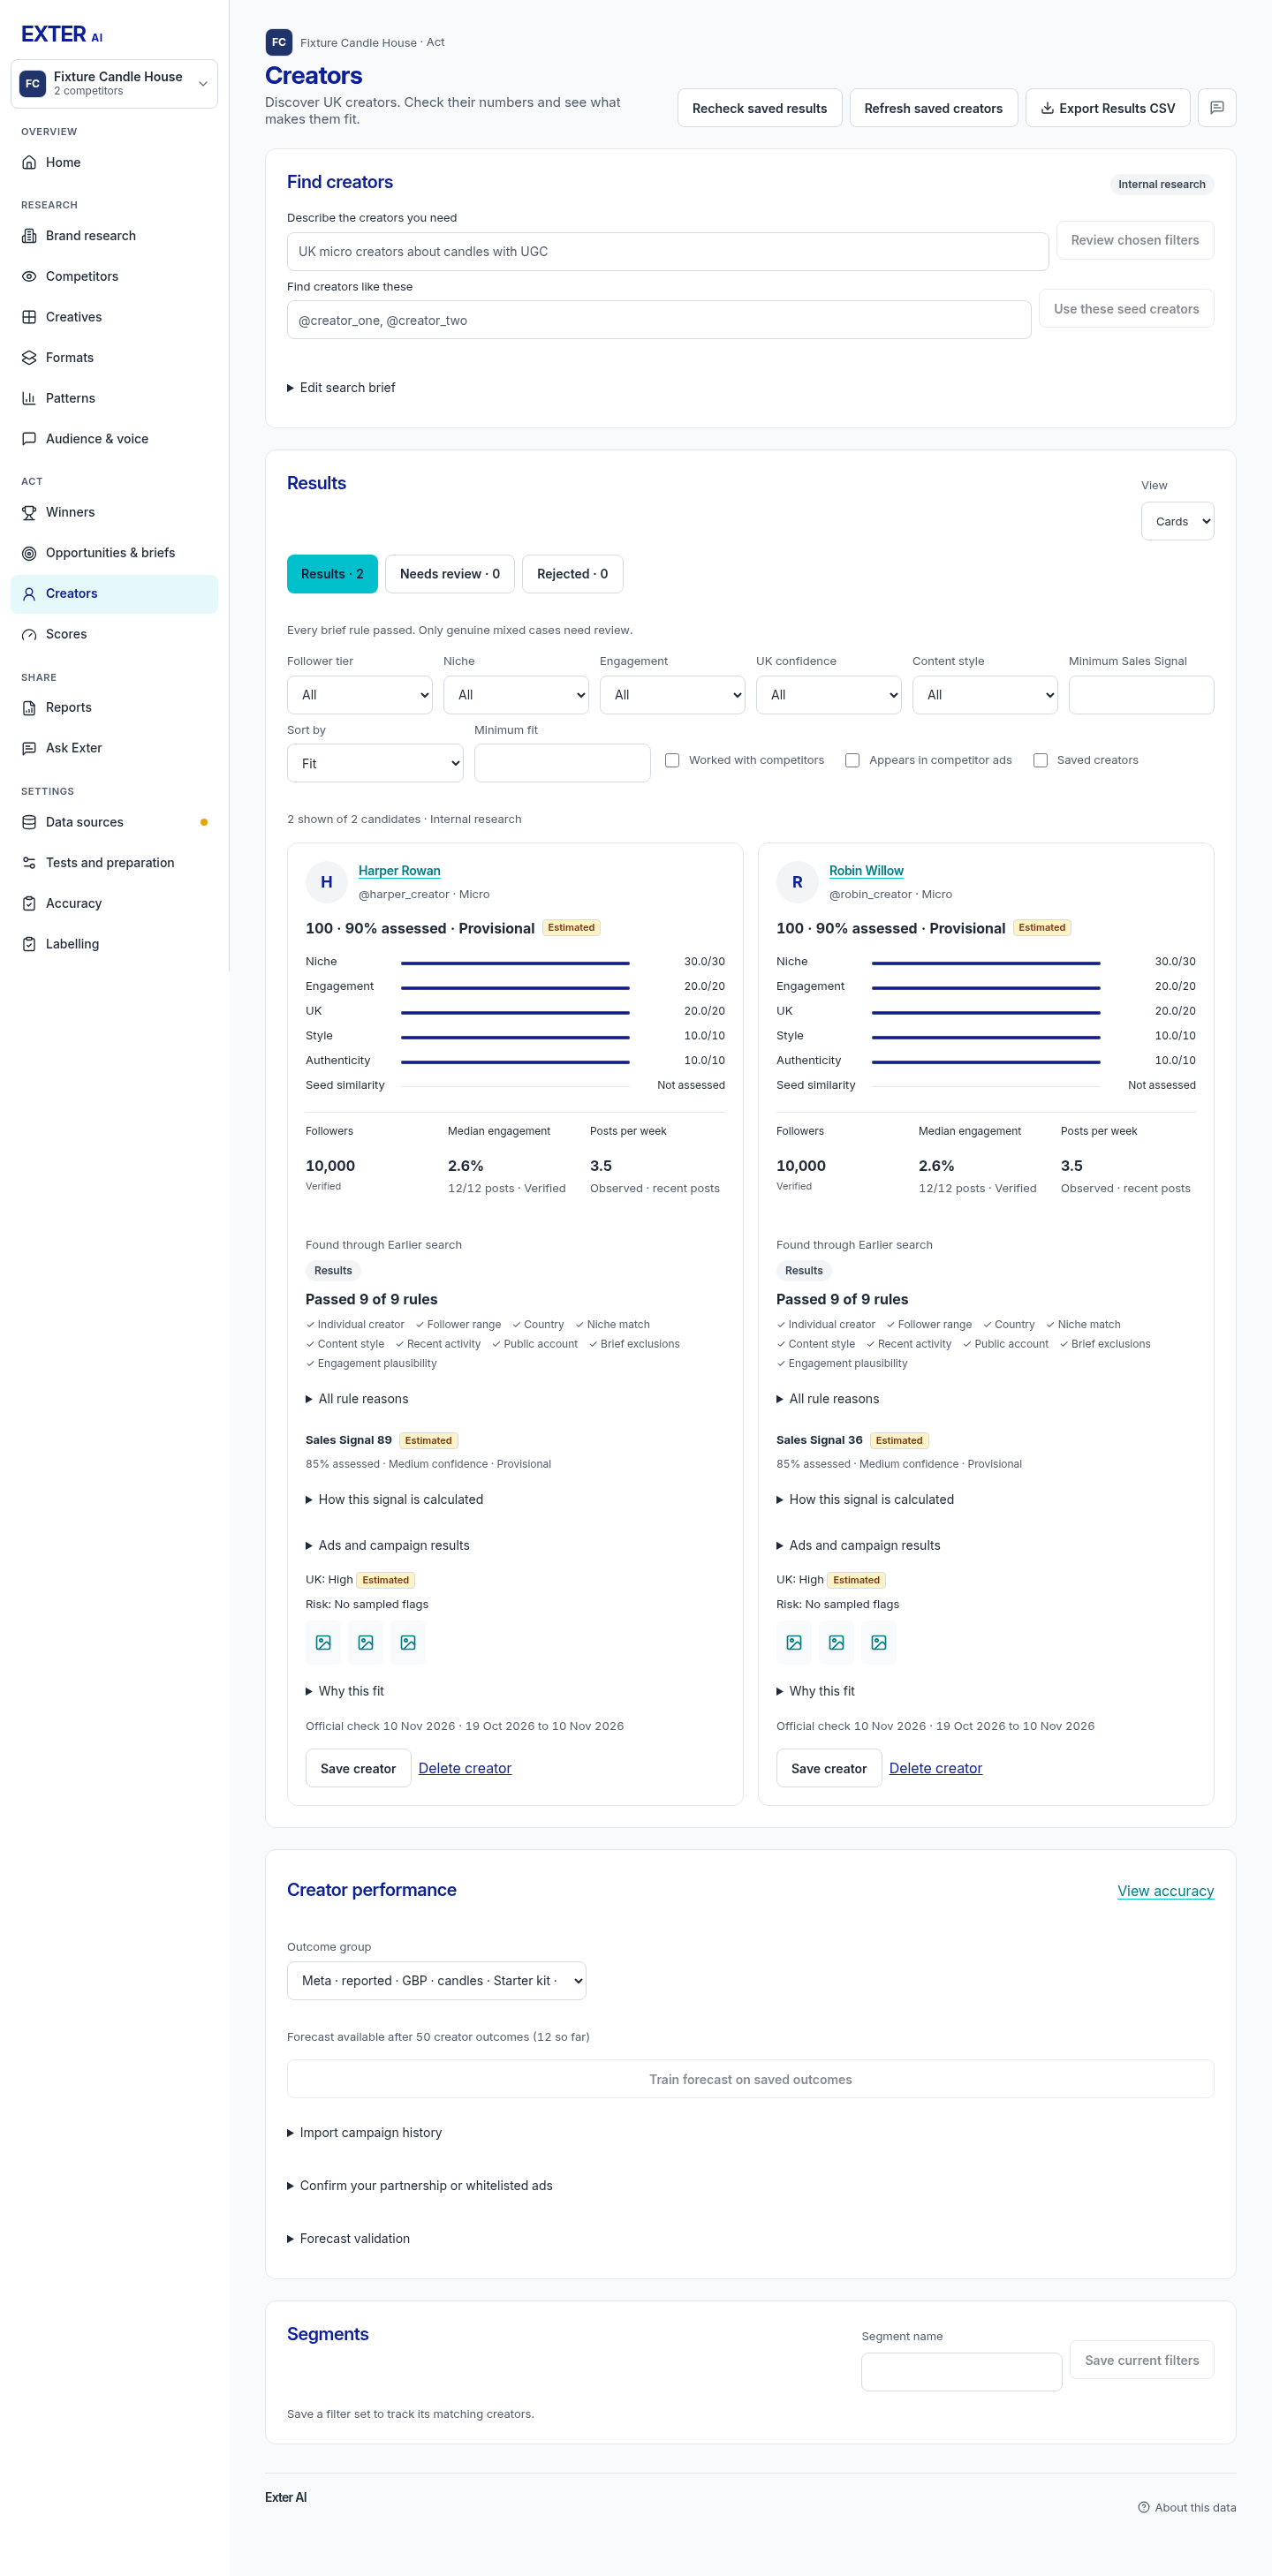 EXTER AI
FC
Fixture Candle House
2 competitors
OVERVIEW
Home
RESEARCH
Brand research
Competitors
Creatives
Formats
Patterns
Audience & voice
ACT
Winners
Opportunities & briefs
Creators
Scores
SHARE
Reports
Ask Exter
SETTINGS
Data sources
Tests and preparation
Accuracy
Labelling
FC Fixture Candle House · Act
Creators
Discover UK creators. Check their numbers and see what
makes them fit.
Recheck saved results
Refresh saved creators
Export Results CSV
Find creators
Internal research
Describe the creators you need
UK micro creators about candles with UGC
Review chosen filters
Find creators like these
@creator_one, @creator_two
Use these seed creators
Edit search brief
Results
View
Cards
Results · 2
Needs review · 0
Rejected · 0
Every brief rule passed. Only genuine mixed cases need review.
Follower tier
Niche
Engagement
UK confidence
Content style
Minimum Sales Signal
All
All
All
All
All
Sort by
Minimum fit
Fit
Worked with competitors
Appears in competitor ads
Saved creators
2 shown of 2 candidates · Internal research
H
Harper Rowan
@harper_creator · Micro
100 · 90% assessed · Provisional Estimated
Niche 30.0/30
Engagement 20.0/20
UK 20.0/20
Style 10.0/10
Authenticity 10.0/10
Seed similarity Not assessed
Followers Median engagement Posts per week
10,000 2.6% 3.5
Verified 12/12 posts · Verified Observed · recent posts
Found through Earlier search
Results
Passed 9 of 9 rules
✓ Individual creator ✓ Follower range ✓ Country ✓ Niche match
✓ Content style ✓ Recent activity ✓ Public account ✓ Brief exclusions
✓ Engagement plausibility
All rule reasons
Sales Signal 89 Estimated
85% assessed · Medium confidence · Provisional
How this signal is calculated
Ads and campaign results
UK: High Estimated
Risk: No sampled flags
Why this fit
Official check 10 Nov 2026 · 19 Oct 2026 to 10 Nov 2026
Save creator Delete creator
R
Robin Willow
@robin_creator · Micro
100 · 90% assessed · Provisional Estimated
Niche 30.0/30
Engagement 20.0/20
UK 20.0/20
Style 10.0/10
Authenticity 10.0/10
Seed similarity Not assessed
Followers Median engagement Posts per week
10,000 2.6% 3.5
Verified 12/12 posts · Verified Observed · recent posts
Found through Earlier search
Results
Passed 9 of 9 rules
✓ Individual creator ✓ Follower range ✓ Country ✓ Niche match
✓ Content style ✓ Recent activity ✓ Public account ✓ Brief exclusions
✓ Engagement plausibility
All rule reasons
Sales Signal 36 Estimated
85% assessed · Medium confidence · Provisional
How this signal is calculated
Ads and campaign results
UK: High Estimated
Risk: No sampled flags
Why this fit
Official check 10 Nov 2026 · 19 Oct 2026 to 10 Nov 2026
Save creator Delete creator
Creator performance
View accuracy
Outcome group
Meta · reported · GBP · candles · Starter kit ·
Forecast available after 50 creator outcomes (12 so far)
Train forecast on saved outcomes
Import campaign history
Confirm your partnership or whitelisted ads
Forecast validation
Segments
Segment name
Save current filters
Save a filter set to track its matching creators.
Exter AI
About this data